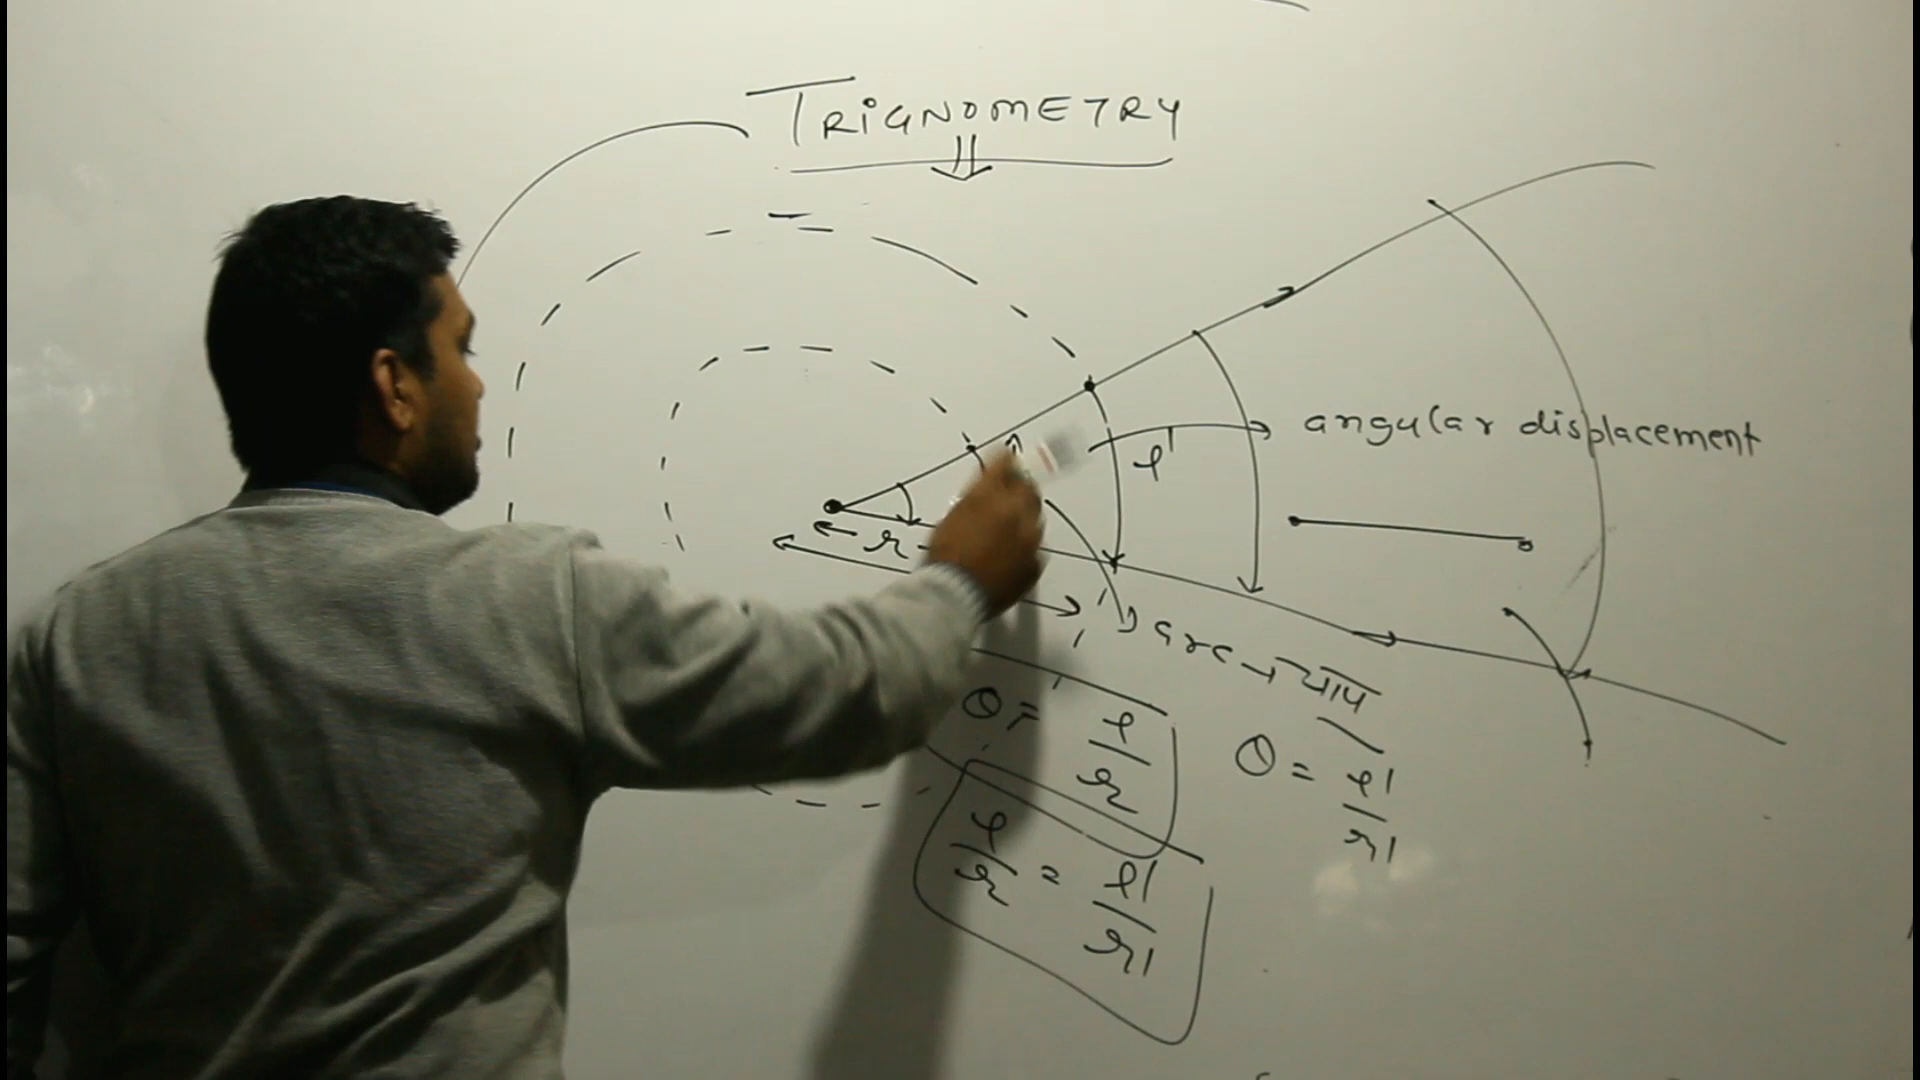 TRIGNOMETRY
l'
angular displacement
r
arc → चाप
θ = l/r
θ = l'/r'
l/r = l'/r'